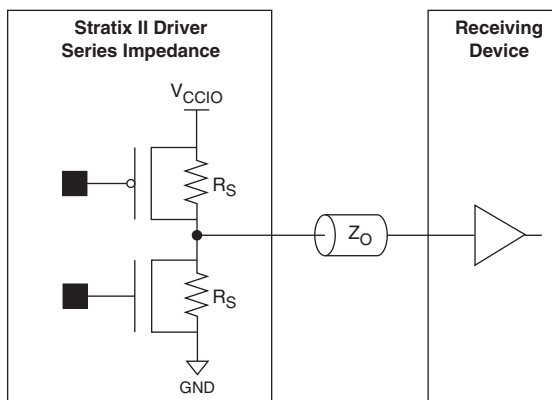 Stratix II Driver
Series Impedance
Receiving
Device
VCCIO
RS
ZO
RS
GND